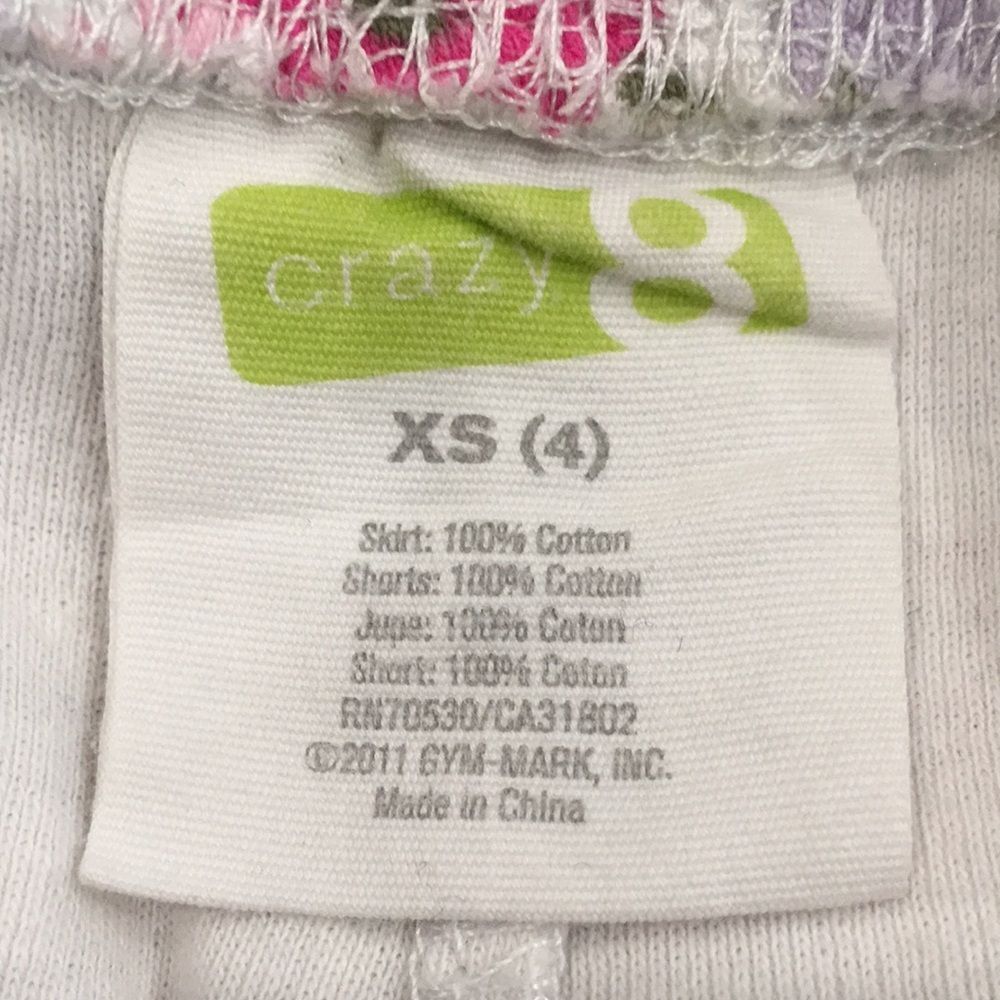 crazy 8
XS (4)
Skirt: 100% Cotton
Shorts: 100% Cotton
Jupe: 100% Coton
Short: 100% Coton
RN70530/CA31802
©2011 GYM-MARK, INC.
Made in China